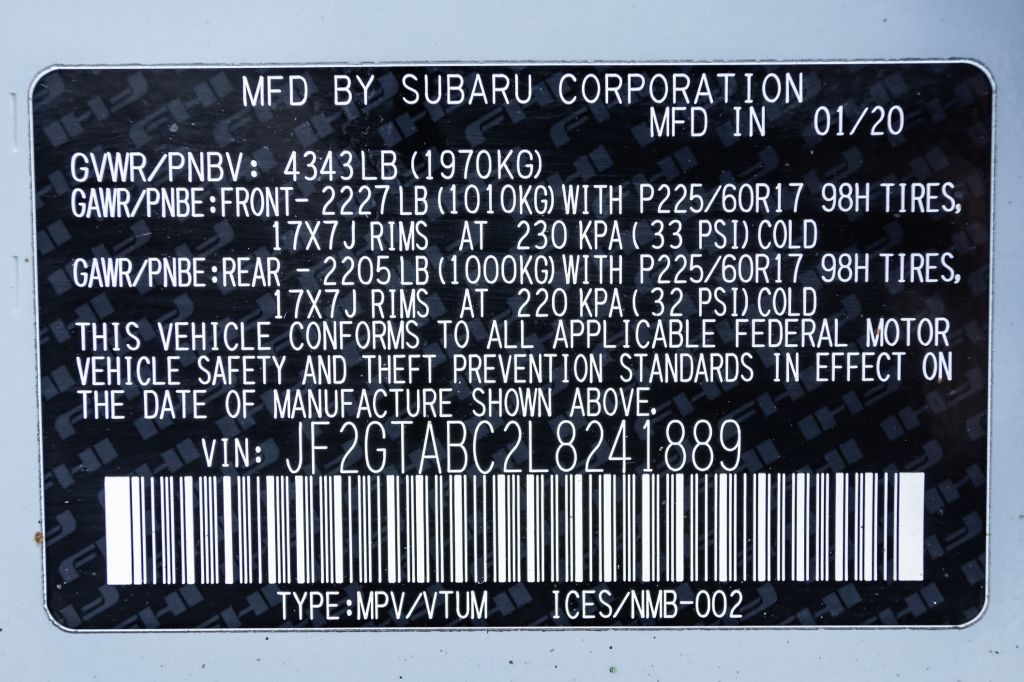 MFD BY SUBARU CORPORATION
MFD IN 01/20
GVWR/PNBV: 4343LB (1970KG)
GAWR/PNBE:FRONT- 2227LB (1010KG) WITH P225/60R17 98H TIRES,
17X7J RIMS AT 230 KPA( 33 PSI) COLD
GAWR/PNBE:REAR - 2205LB (1000KG) WITH P225/60R17 98H TIRES,
17X7J RIMS AT 220 KPA( 32 PSI) COLD
THIS VEHICLE CONFORMS TO ALL APPLICABLE FEDERAL MOTOR
VEHICLE SAFETY AND THEFT PREVENTION STANDARDS IN EFFECT ON
THE DATE OF MANUFACTURE SHOWN ABOVE.
VIN: JF2GTABC2L8241889
TYPE:MPV/VTUM ICES/NMB-002